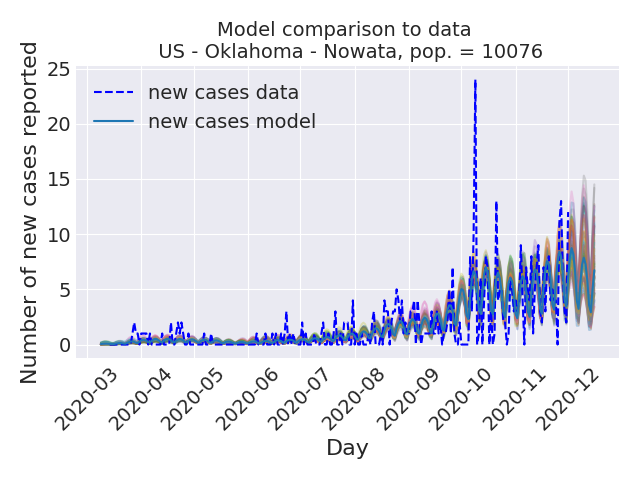 Model comparison to data
US - Oklahoma - Nowata, pop. = 10076
Number of new cases reported
25
20
15
10
5
0
new cases data
new cases model
2020-03
2020-04
2020-05
2020-06
2020-07
2020-08
2020-09
2020-10
2020-11
2020-12
Day